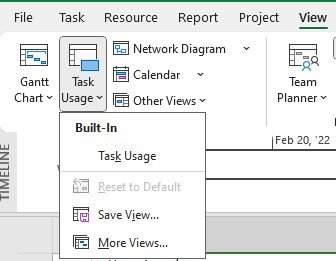 File Task Resource Report Project View
Gantt Chart
Task Usage
Network Diagram
Calendar
Other Views
Team Planner
Built-In
Task Usage
Reset to Default
Save View...
More Views...
Feb 20, '22
TIMELINE